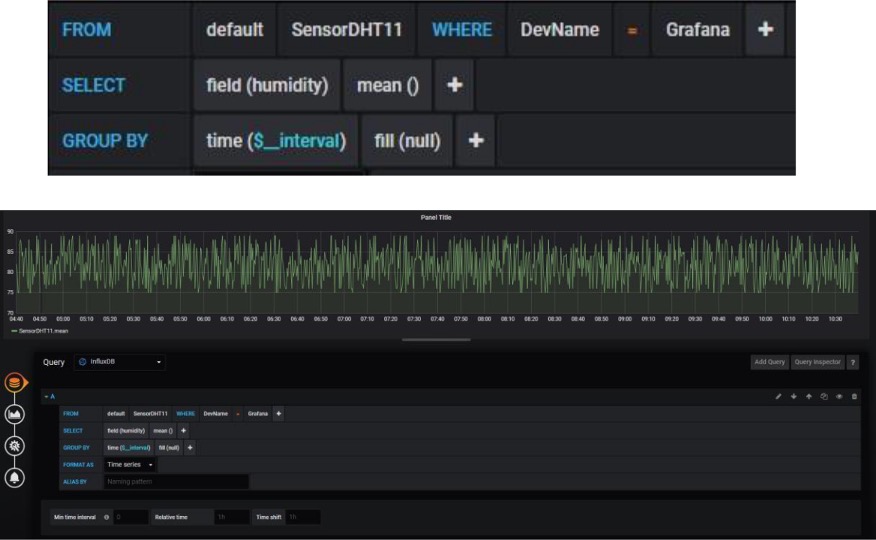 FROM default SensorDHT11 WHERE DevName = Grafana +
SELECT field (humidity) mean () +
GROUP BY time ($__interval) fill (null) +
Panel Title
90
85
80
75
70
04:40 04:50 05:00 05:10 05:20 05:30 05:40 05:50 06:00 06:10 06:20 06:30 06:40 06:50 07:00 07:10 07:20 07:30 07:40 07:50 08:00 08:10 08:20 08:30 08:40 08:50 09:00 09:10 09:20 09:30 09:40 09:50 10:00 10:10 10:20 10:30
SensorDHT11.mean
Query InfluxDB Add Query Query Inspector ?
A
FROM default SensorDHT11 WHERE DevName = Grafana +
SELECT field (humidity) mean () +
GROUP BY time ($__interval) fill (null) +
FORMAT AS Time series
ALIAS BY Naming pattern
Min time interval 0 Relative time 1h Time shift 1h